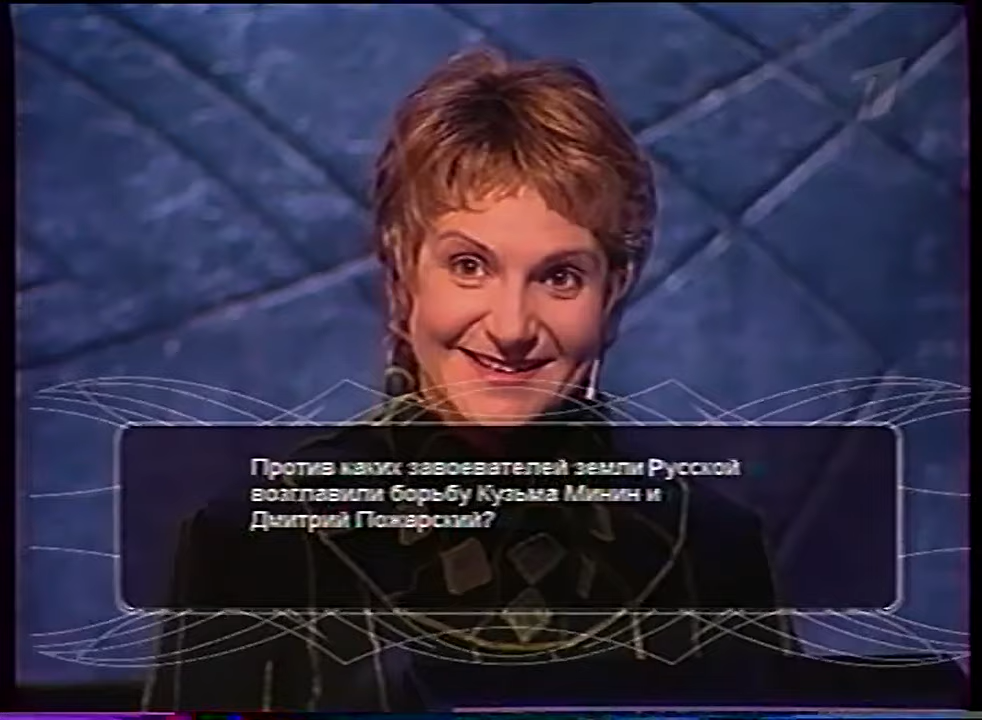 Против каких завоевателей земли Русской
возглавили борьбу Кузьма Минин и
Дмитрий Пожарский?